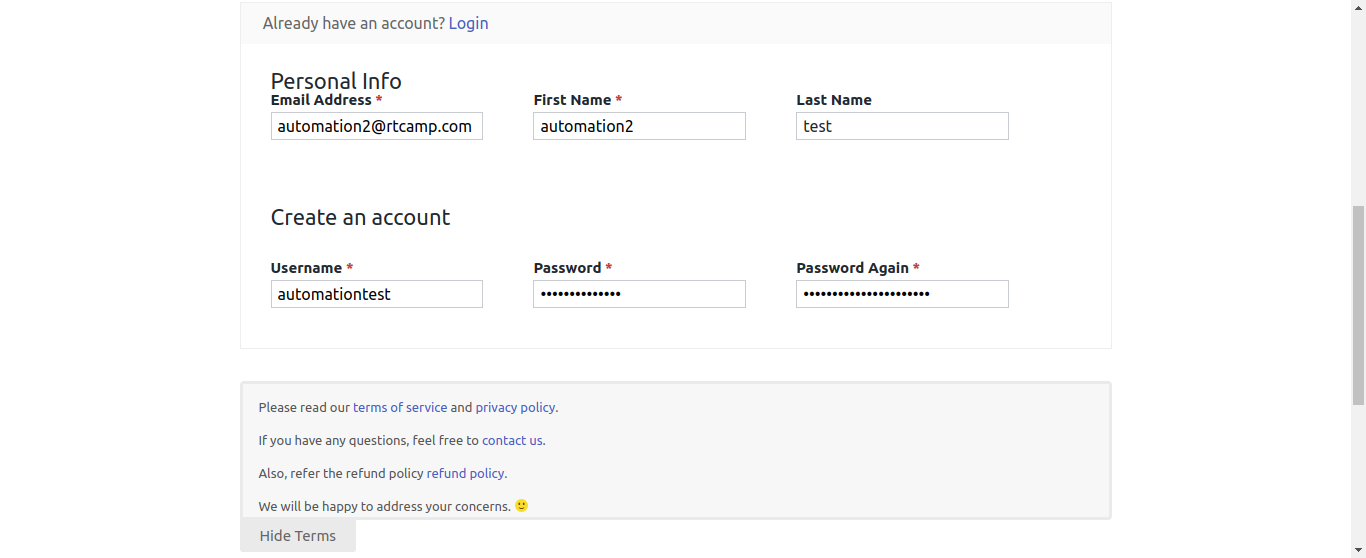 Already have an account? Login
Personal Info
Email Address * First Name * Last Name
automation2@rtcamp.com automation2 test
Create an account
Username * Password * Password Again *
automationtest •••••••••••••• ••••••••••••••••••••••
Please read our terms of service and privacy policy.
If you have any questions, feel free to contact us.
Also, refer the refund policy refund policy.
We will be happy to address your concerns. 🙂
Hide Terms